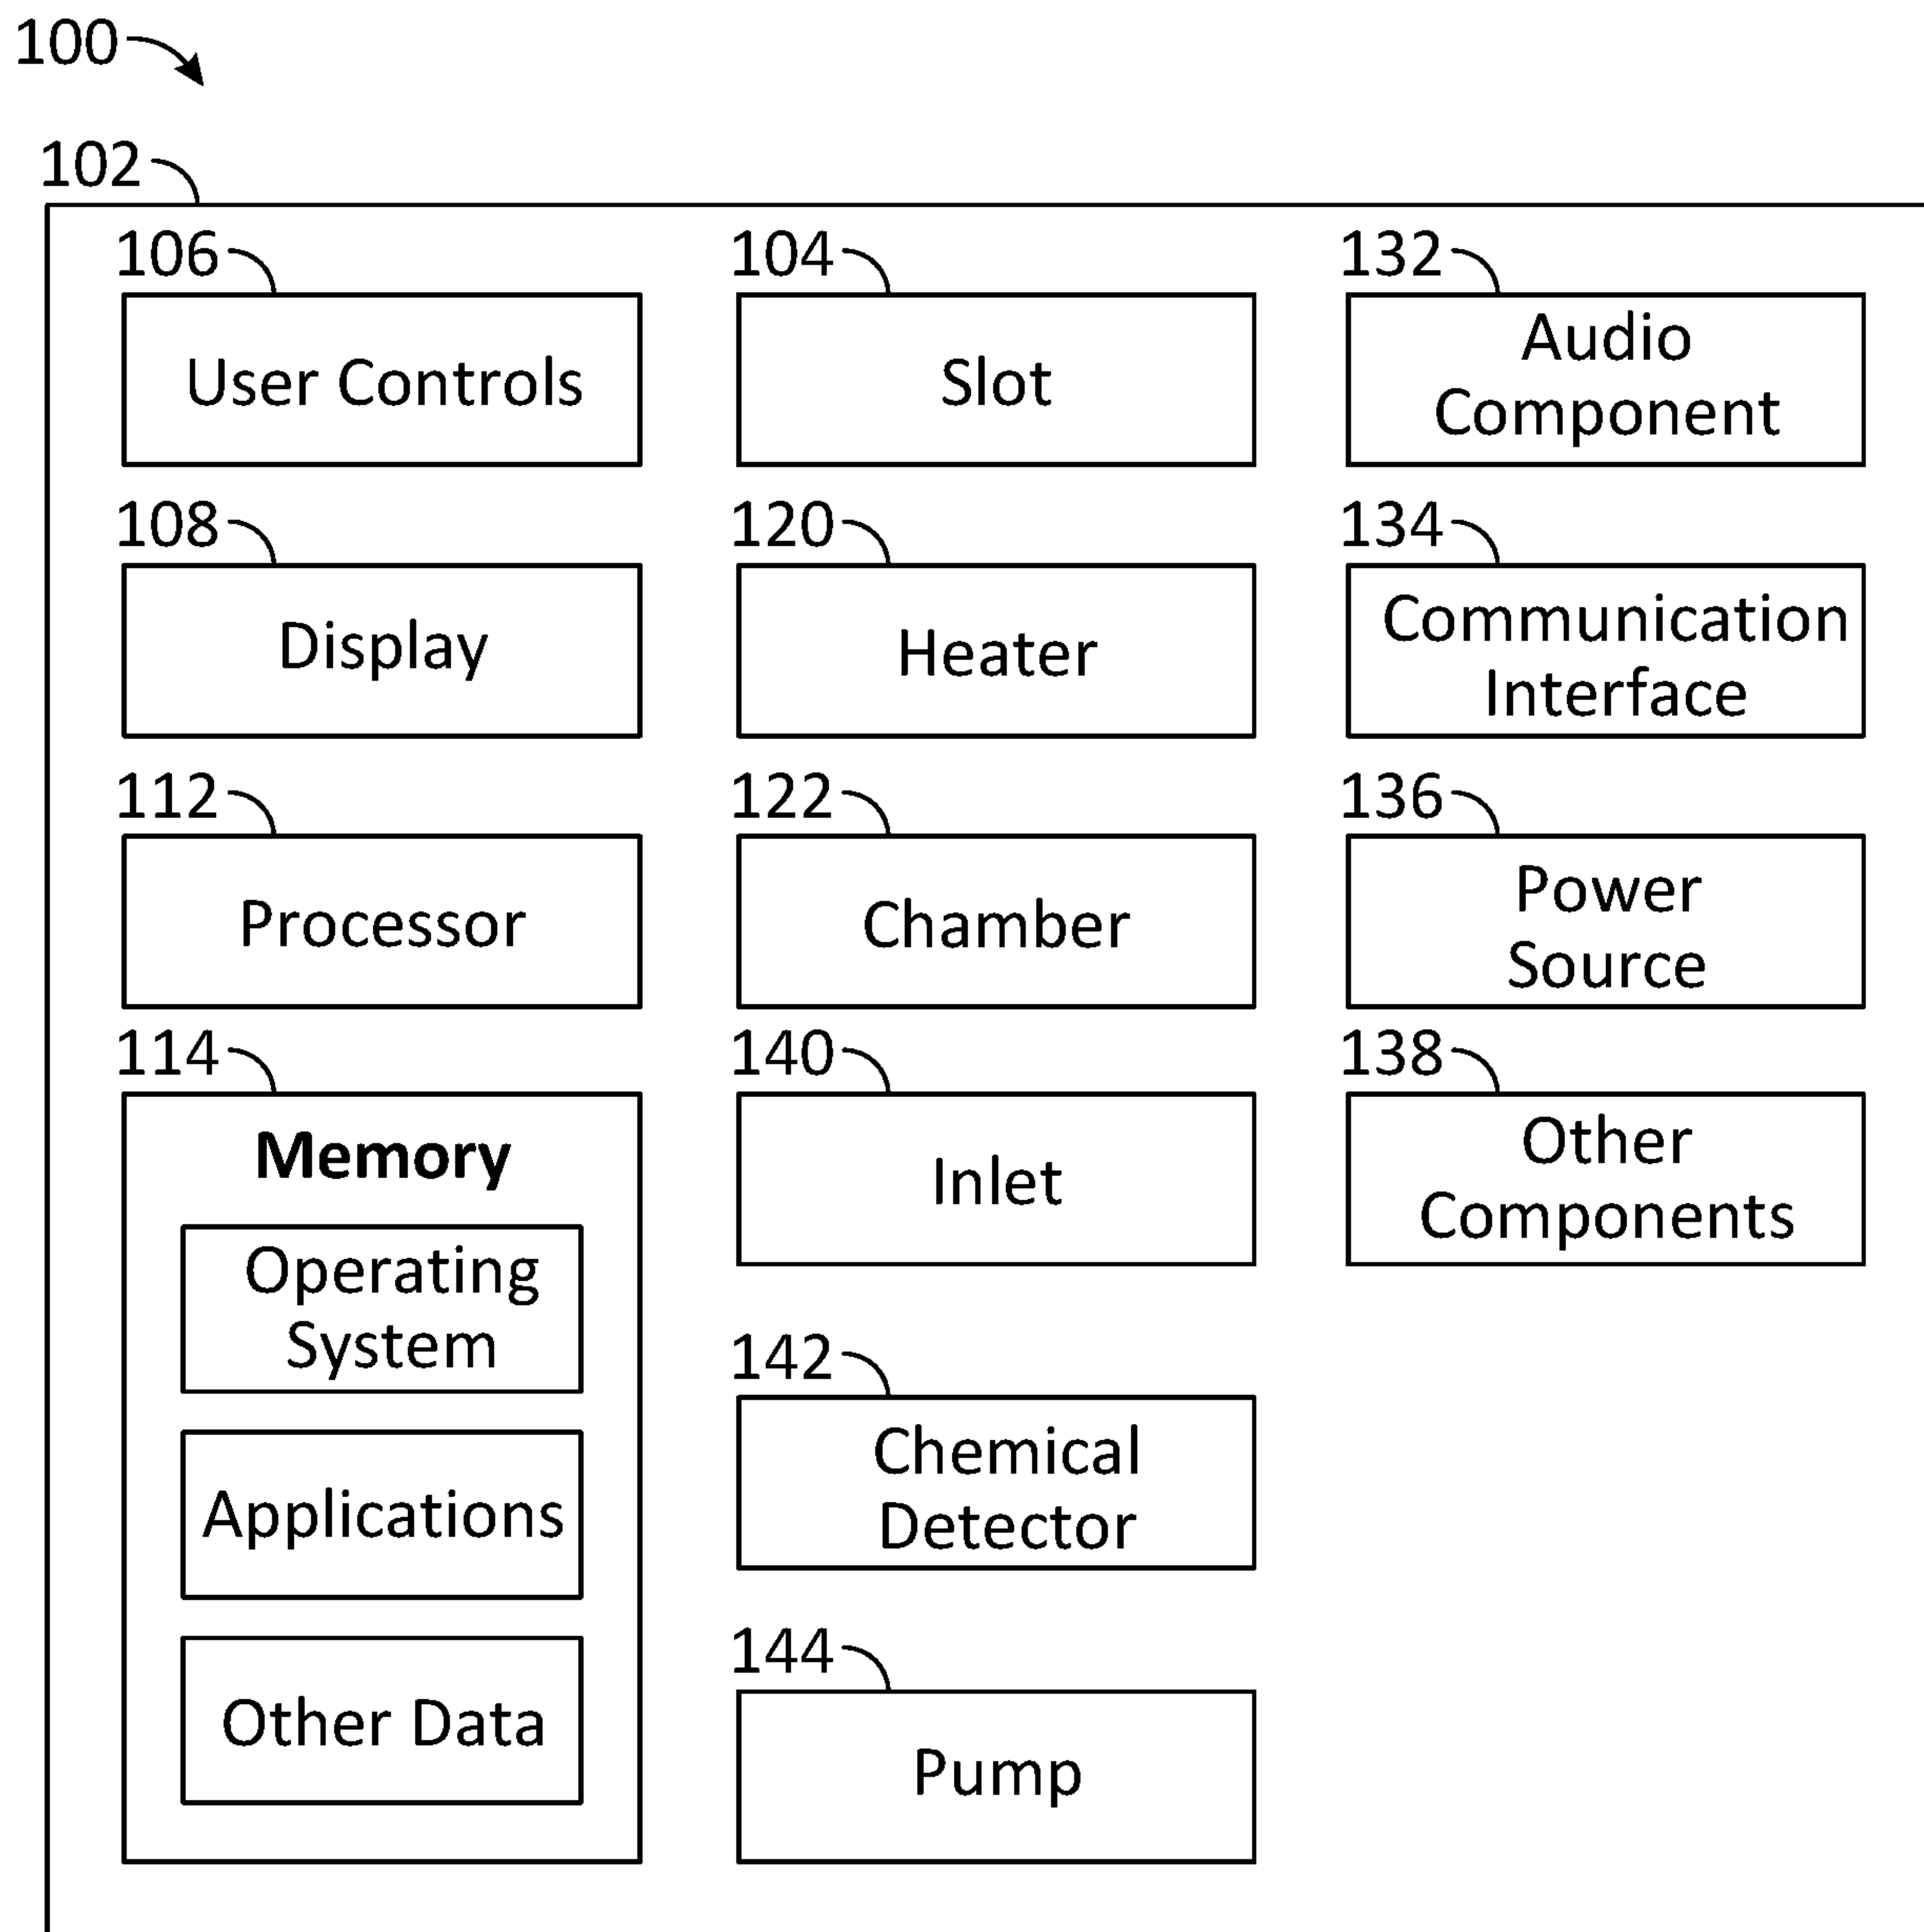 100
102
106
User Controls
104
Slot
132
Audio
Component
108
Display
120
Heater
134
Communication
Interface
112
Processor
122
Chamber
136
Power
Source
114
Memory
Operating
System
Applications
Other Data
140
Inlet
138
Other
Components
142
Chemical
Detector
144
Pump